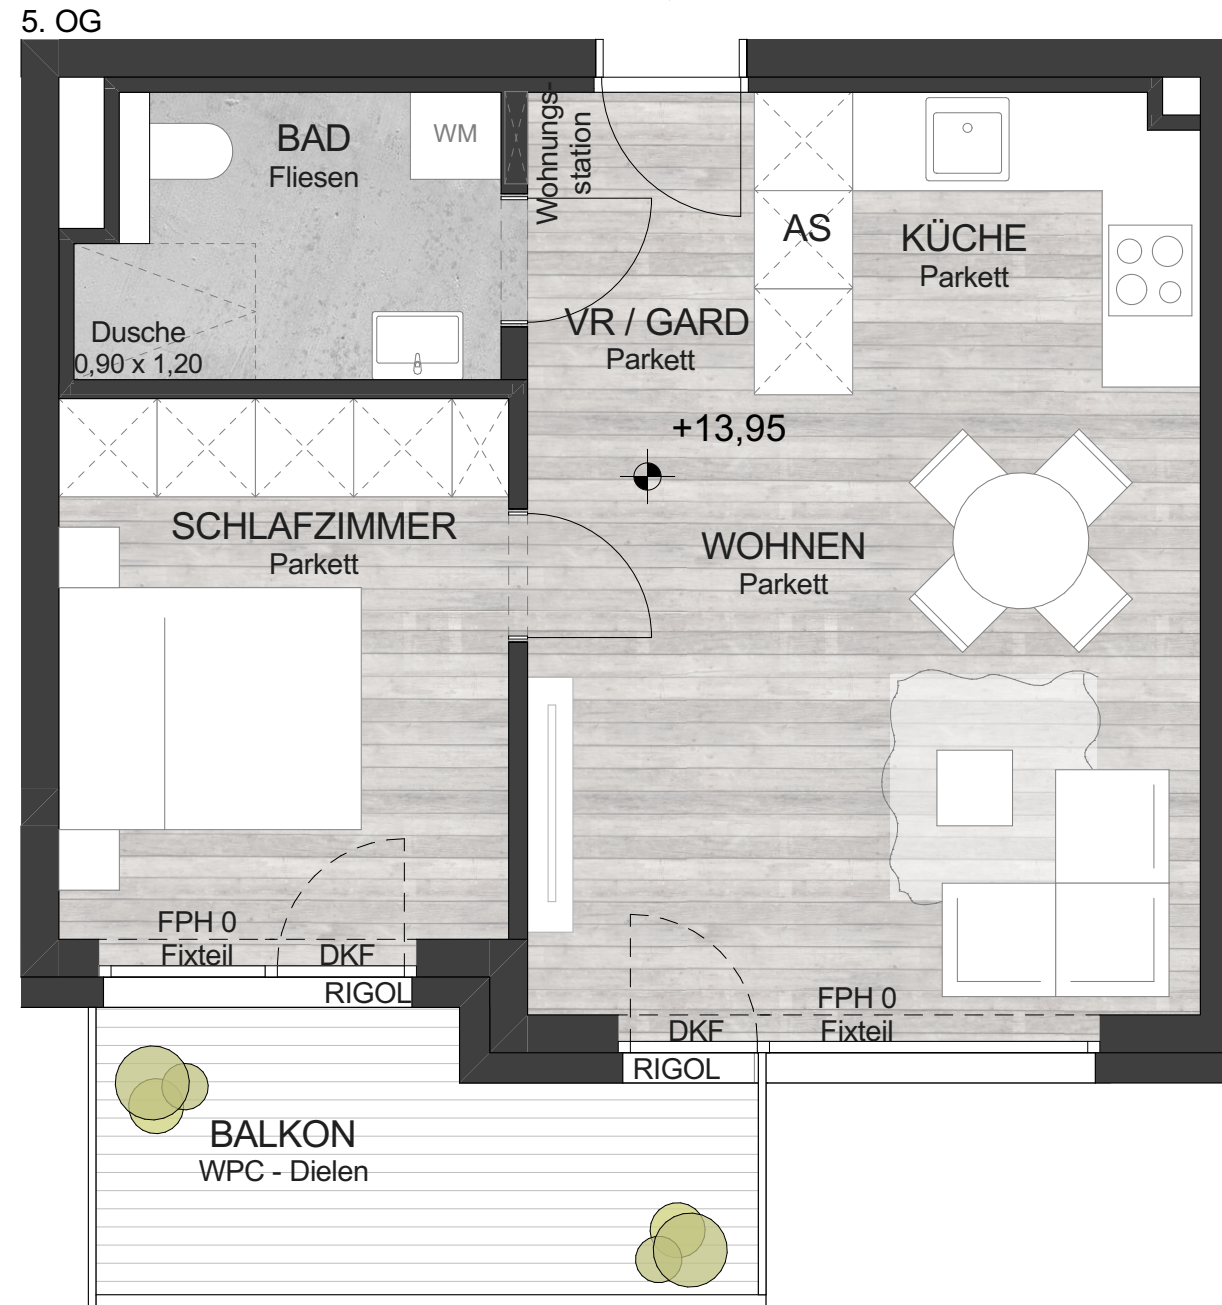 5. OG
BAD
Fliesen
WM
Wohnungs-
station
AS
KÜCHE
Parkett
Dusche
0,90 x 1,20
VR / GARD
Parkett
+13,95
SCHLAFZIMMER
Parkett
WOHNEN
Parkett
FPH 0
Fixteil
DKF
RIGOL
FPH 0
DKF
Fixteil
RIGOL
BALKON
WPC - Dielen